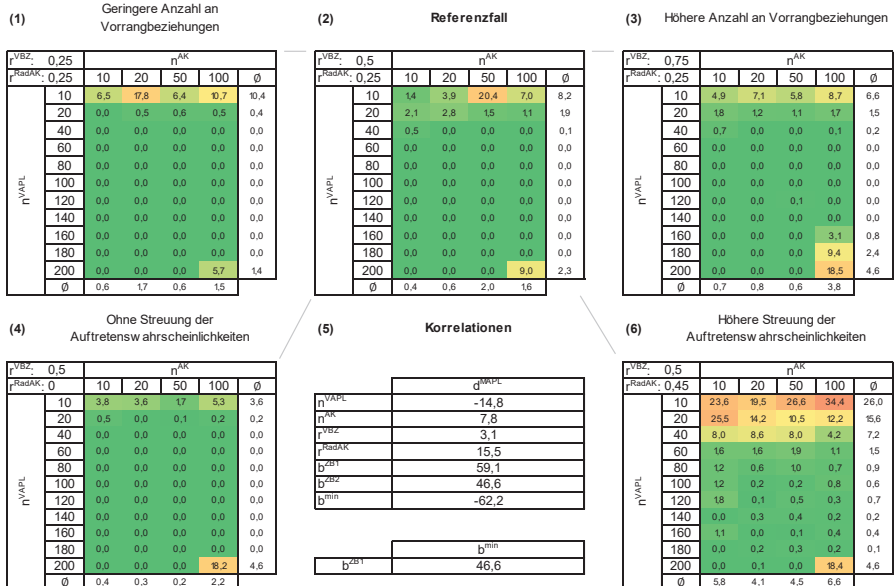 (1) Geringere Anzahl an Vorrangbeziehungen
r^VBZ: 0,25 n^AK
r^RadAK: 0,25 10 20 50 100 Ø
n^VAPL
10 6,5 17,8 6,4 10,7 10,4
20 0,0 0,5 0,6 0,5 0,4
40 0,0 0,0 0,0 0,0 0,0
60 0,0 0,0 0,0 0,0 0,0
80 0,0 0,0 0,0 0,0 0,0
100 0,0 0,0 0,0 0,0 0,0
120 0,0 0,0 0,0 0,0 0,0
140 0,0 0,0 0,0 0,0 0,0
160 0,0 0,0 0,0 0,0 0,0
180 0,0 0,0 0,0 0,0 0,0
200 0,0 0,0 0,0 5,7 1,4
Ø 0,6 1,7 0,6 1,5
(2) Referenzfall
r^VBZ: 0,5 n^AK
r^RadAK: 0,25 10 20 50 100 Ø
n^VAPL
10 1,4 3,9 20,4 7,0 8,2
20 2,1 2,8 1,5 1,1 1,9
40 0,5 0,0 0,0 0,0 0,1
60 0,0 0,0 0,0 0,0 0,0
80 0,0 0,0 0,0 0,0 0,0
100 0,0 0,0 0,0 0,0 0,0
120 0,0 0,0 0,0 0,0 0,0
140 0,0 0,0 0,0 0,0 0,0
160 0,0 0,0 0,0 0,0 0,0
180 0,0 0,0 0,0 0,0 0,0
200 0,0 0,0 0,0 9,0 2,3
Ø 0,4 0,6 2,0 1,6
(3) Höhere Anzahl an Vorrangbeziehungen
r^VBZ: 0,75 n^AK
r^RadAK: 0,25 10 20 50 100 Ø
n^VAPL
10 4,9 7,1 5,8 8,7 6,6
20 1,8 1,2 1,1 1,7 1,5
40 0,7 0,0 0,0 0,1 0,2
60 0,0 0,0 0,0 0,0 0,0
80 0,0 0,0 0,0 0,0 0,0
100 0,0 0,0 0,0 0,0 0,0
120 0,0 0,0 0,1 0,0 0,0
140 0,0 0,0 0,0 0,0 0,0
160 0,0 0,0 0,0 3,1 0,8
180 0,0 0,0 0,0 9,4 2,4
200 0,0 0,0 0,0 18,5 4,6
Ø 0,7 0,8 0,6 3,8
(4) Ohne Streuung der Auftretensw ahrscheinlichkeiten
r^VBZ: 0,5 n^AK
r^RadAK: 0 10 20 50 100 Ø
n^VAPL
10 3,8 3,6 1,7 5,3 3,6
20 0,5 0,0 0,1 0,2 0,2
40 0,0 0,0 0,0 0,0 0,0
60 0,0 0,0 0,0 0,0 0,0
80 0,0 0,0 0,0 0,0 0,0
100 0,0 0,0 0,0 0,0 0,0
120 0,0 0,0 0,0 0,0 0,0
140 0,0 0,0 0,0 0,0 0,0
160 0,0 0,0 0,0 0,0 0,0
180 0,0 0,0 0,0 0,0 0,0
200 0,0 0,0 0,0 18,2 4,6
Ø 0,4 0,3 0,2 2,2
(5) Korrelationen
d^MAPL
n^VAPL -14,8
n^AK 7,8
r^VBZ 3,1
r^RadAK 15,5
b^ZB1 59,1
b^ZB2 46,6
b^min -62,2
b^min
b^ZB1 46,6
(6) Höhere Streuung der Auftretensw ahrscheinlichkeiten
r^VBZ: 0,5 n^AK
r^RadAK: 0,45 10 20 50 100 Ø
n^VAPL
10 23,6 19,5 26,6 34,4 26,0
20 25,5 14,2 10,5 12,2 15,6
40 8,0 8,6 8,0 4,2 7,2
60 1,6 1,6 1,9 1,1 1,5
80 1,2 0,6 1,0 0,7 0,9
100 1,2 0,2 0,2 0,8 0,6
120 1,8 0,1 0,5 0,3 0,7
140 0,0 0,3 0,4 0,2 0,2
160 1,1 0,0 0,1 0,4 0,4
180 0,0 0,2 0,3 0,2 0,1
200 0,0 0,1 0,0 18,4 4,6
Ø 5,8 4,1 4,5 6,6